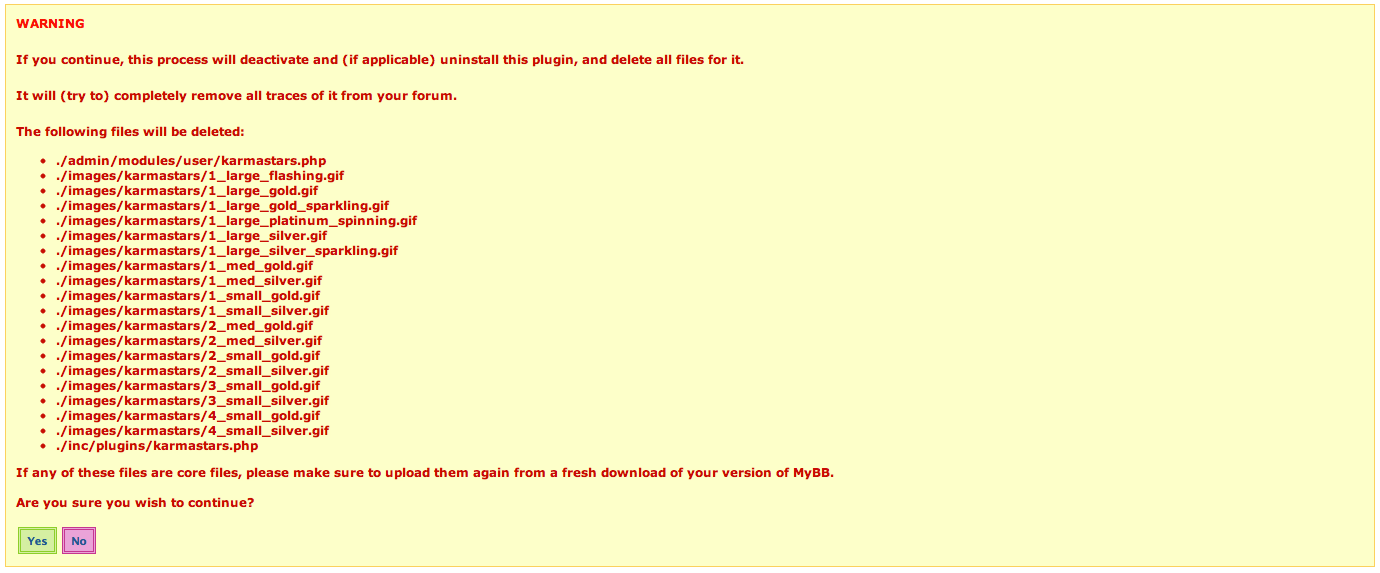 WARNING
If you continue, this process will deactivate and (if applicable) uninstall this plugin, and delete all files for it.
It will (try to) completely remove all traces of it from your forum.
The following files will be deleted:
• ./admin/modules/user/karmastars.php
• ./images/karmastars/1_large_flashing.gif
• ./images/karmastars/1_large_gold.gif
• ./images/karmastars/1_large_gold_sparkling.gif
• ./images/karmastars/1_large_platinum_spinning.gif
• ./images/karmastars/1_large_silver.gif
• ./images/karmastars/1_large_silver_sparkling.gif
• ./images/karmastars/1_med_gold.gif
• ./images/karmastars/1_med_silver.gif
• ./images/karmastars/1_small_gold.gif
• ./images/karmastars/1_small_silver.gif
• ./images/karmastars/2_med_gold.gif
• ./images/karmastars/2_med_silver.gif
• ./images/karmastars/2_small_gold.gif
• ./images/karmastars/2_small_silver.gif
• ./images/karmastars/3_small_gold.gif
• ./images/karmastars/3_small_silver.gif
• ./images/karmastars/4_small_gold.gif
• ./images/karmastars/4_small_silver.gif
• ./inc/plugins/karmastars.php
If any of these files are core files, please make sure to upload them again from a fresh download of your version of MyBB.
Are you sure you wish to continue?
Yes No